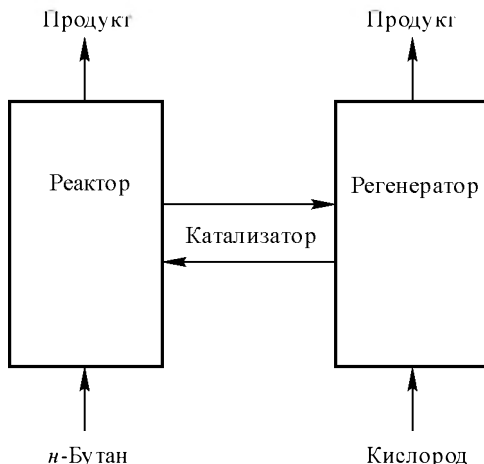 Продукт
Продукт
Реактор
Регенератор
Катализатор
н-Бутан
Кислород